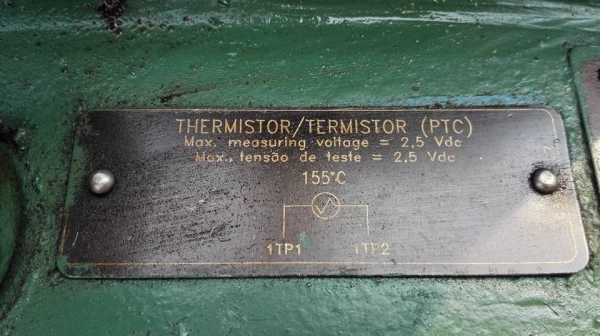 THERMISTOR/TERMISTOR (PTC)
Max. measuring voltage = 2,5 Vdc
Max. tensão de teste = 2,5 Vdc
155°C
1TP1 1TP2